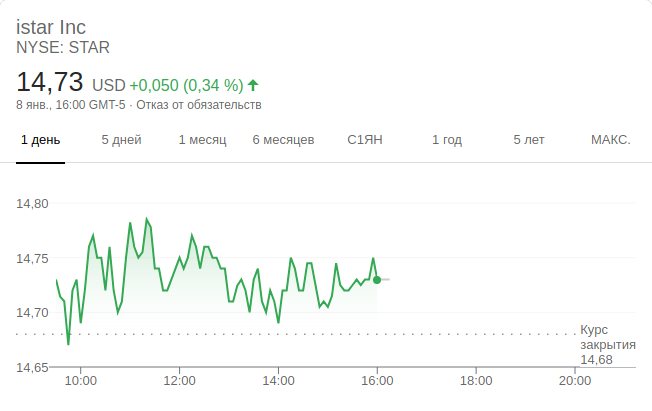 istar Inc
NYSE: STAR
14,73 USD +0,050 (0,34 %)
8 янв., 16:00 GMT-5 · Отказ от обязательств
1 день 5 дней 1 месяц 6 месяцев С1ЯН 1 год 5 лет МАКС.
14,80
14,75
14,70
14,65
Курс
закрытия
14,68
10:00 12:00 14:00 16:00 18:00 20:00